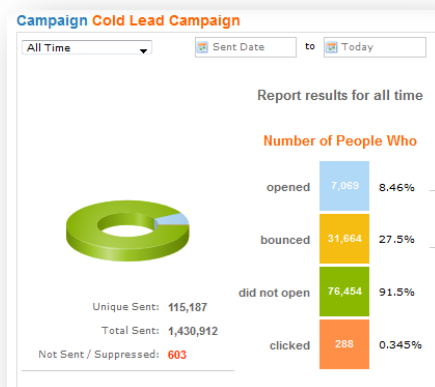 Campaign Cold Lead Campaign
All Time Sent Date to Today
Report results for all time
Number of People Who
opened 7,069 8.46%
bounced 31,664 27.5%
did not open 76,454 91.5%
clicked 288 0.345%
Unique Sent: 115,187
Total Sent: 1,430,912
Not Sent / Suppressed: 603